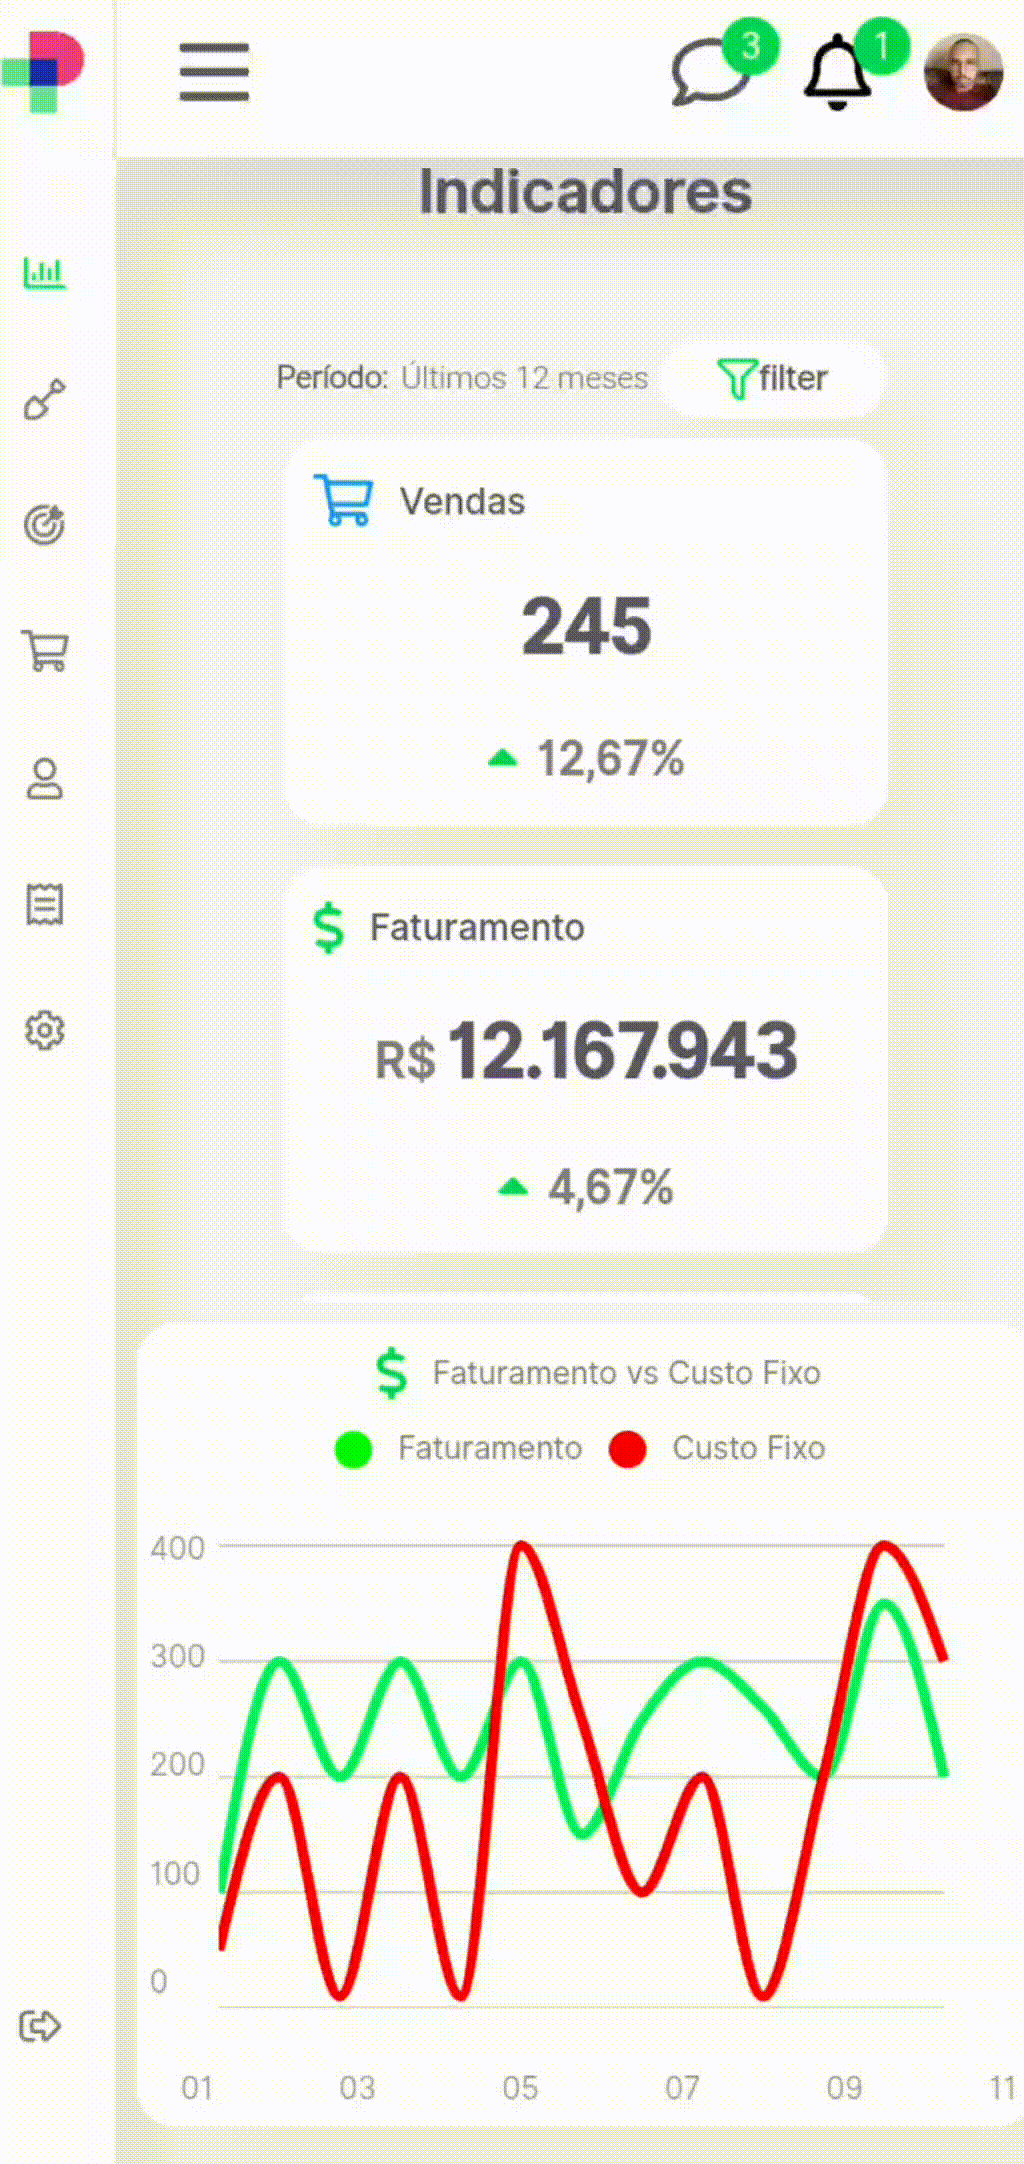 3
1
Indicadores
Período: Últimos 12 meses
filter
Vendas
245
12,67%
Faturamento
R$ 12.167.943
4,67%
Faturamento vs Custo Fixo
Faturamento Custo Fixo
400
300
200
100
0
01 03 05 07 09 11